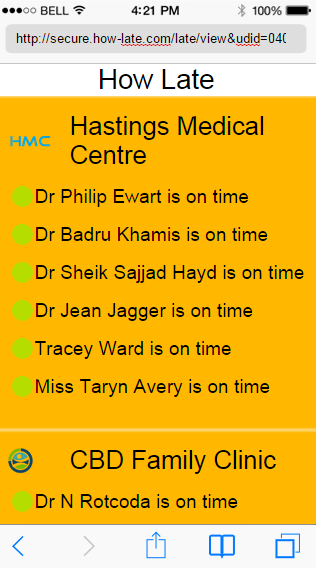 BELL 4:21 PM 100%
http://secure.how-late.com/late/view&udid=040
How Late
HMC
Hastings Medical
Centre
Dr Philip Ewart is on time
Dr Badru Khamis is on time
Dr Sheik Sajjad Hayd is on time
Dr Jean Jagger is on time
Tracey Ward is on time
Miss Taryn Avery is on time
CBD Family Clinic
Dr N Rotcoda is on time